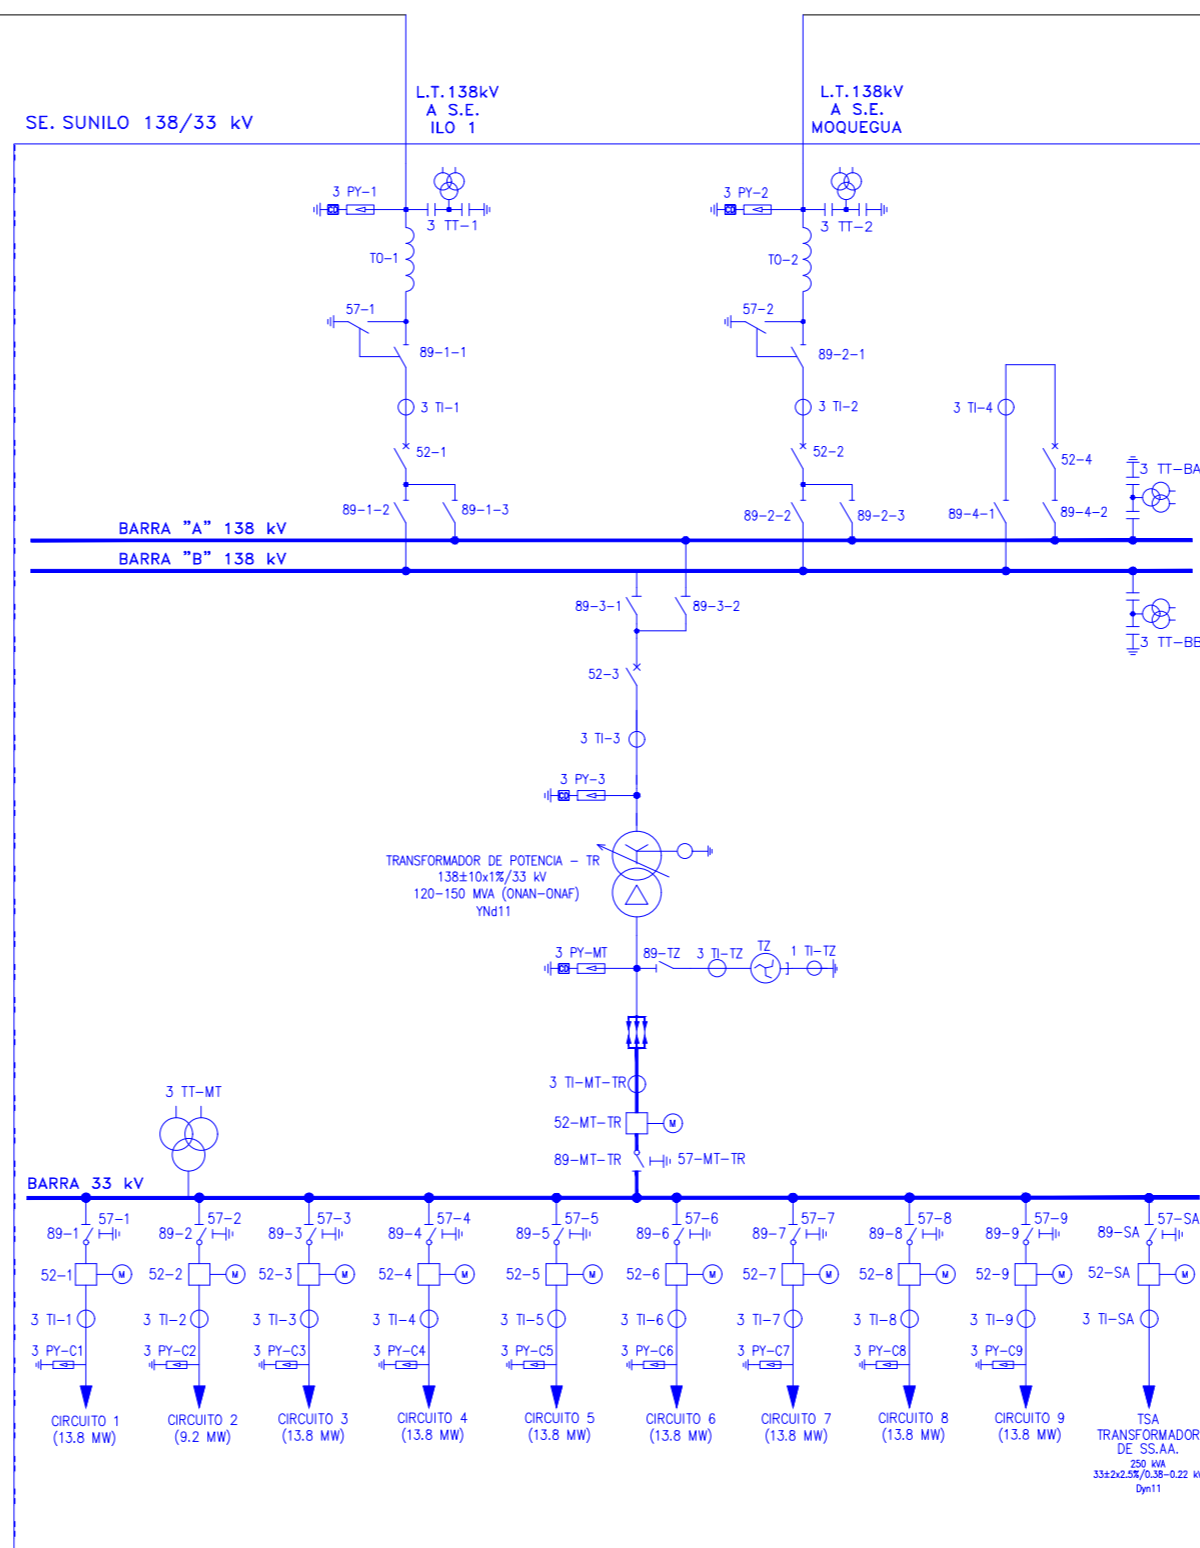 L.T.138kV
A S.E.
ILO 1
L.T.138kV
A S.E.
MOQUEGUA
SE. SUNILO 138/33 kV
3 PY-1
3 TT-1
3 PY-2
3 TT-2
TO-1
TO-2
57-1
89-1-1
57-2
89-2-1
3 TI-1
3 TI-2
3 TI-4
52-1
52-2
52-4
3 TT-BA
89-1-2
89-1-3
89-2-2
89-2-3
89-4-1
89-4-2
BARRA "A" 138 kV
BARRA "B" 138 kV
89-3-1
89-3-2
3 TT-BB
52-3
3 TI-3
3 PY-3
TRANSFORMADOR DE POTENCIA - TR
138±10x1%/33 kV
120-150 MVA (ONAN-ONAF)
YNd11
3 PY-MT
89-TZ
3 TI-TZ
TZ
1 TI-TZ
3 TI-MT-TR
3 TT-MT
52-MT-TR
M
89-MT-TR
57-MT-TR
BARRA 33 kV
57-1
57-2
57-3
57-4
57-5
57-6
57-7
57-8
57-9
57-SA
89-1
89-2
89-3
89-4
89-5
89-6
89-7
89-8
89-9
89-SA
52-1
M
52-2
M
52-3
M
52-4
M
52-5
M
52-6
M
52-7
M
52-8
M
52-9
M
52-SA
M
3 TI-1
3 TI-2
3 TI-3
3 TI-4
3 TI-5
3 TI-6
3 TI-7
3 TI-8
3 TI-9
3 TI-SA
3 PY-C1
3 PY-C2
3 PY-C3
3 PY-C4
3 PY-C5
3 PY-C6
3 PY-C7
3 PY-C8
3 PY-C9
CIRCUITO 1
(13.8 MW)
CIRCUITO 2
(9.2 MW)
CIRCUITO 3
(13.8 MW)
CIRCUITO 4
(13.8 MW)
CIRCUITO 5
(13.8 MW)
CIRCUITO 6
(13.8 MW)
CIRCUITO 7
(13.8 MW)
CIRCUITO 8
(13.8 MW)
CIRCUITO 9
(13.8 MW)
TSA
TRANSFORMADOR
DE SS.AA.
250 kVA
33±2x2.5%/0.38-0.22 kV
Dyn11